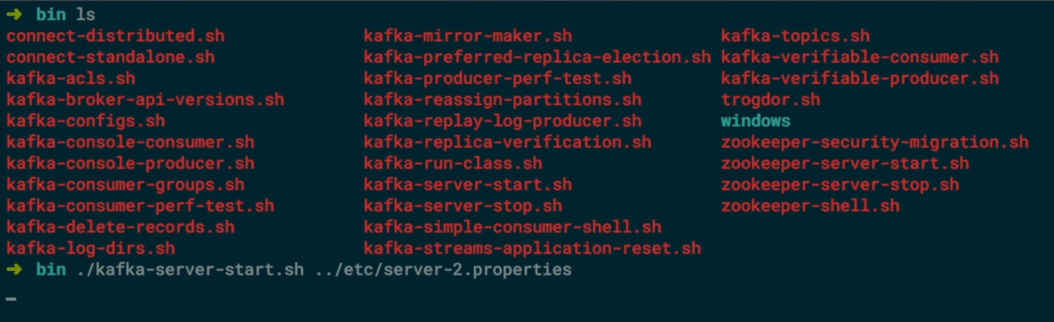 ➜ bin ls
connect-distributed.sh kafka-mirror-maker.sh kafka-topics.sh
connect-standalone.sh kafka-preferred-replica-election.sh kafka-verifiable-consumer.sh
kafka-acls.sh kafka-producer-perf-test.sh kafka-verifiable-producer.sh
kafka-broker-api-versions.sh kafka-reassign-partitions.sh trogdor.sh
kafka-configs.sh kafka-replay-log-producer.sh windows
kafka-console-consumer.sh kafka-replica-verification.sh zookeeper-security-migration.sh
kafka-console-producer.sh kafka-run-class.sh zookeeper-server-start.sh
kafka-consumer-groups.sh kafka-server-start.sh zookeeper-server-stop.sh
kafka-consumer-perf-test.sh kafka-server-stop.sh zookeeper-shell.sh
kafka-delete-records.sh kafka-simple-consumer-shell.sh
kafka-log-dirs.sh kafka-streams-application-reset.sh
➜ bin ./kafka-server-start.sh ../etc/server-2.properties